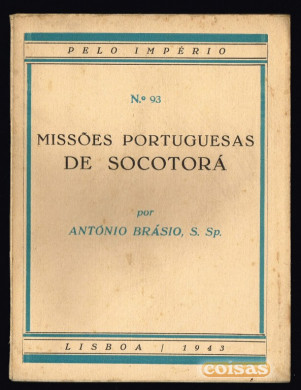 PELO IMPÉRIO
N.º 93
MISSÕES PORTUGUESAS
DE SOCOTORÁ
por
ANTÓNIO BRÁSIO, S. Sp.
LISBOA | 1943
coisas